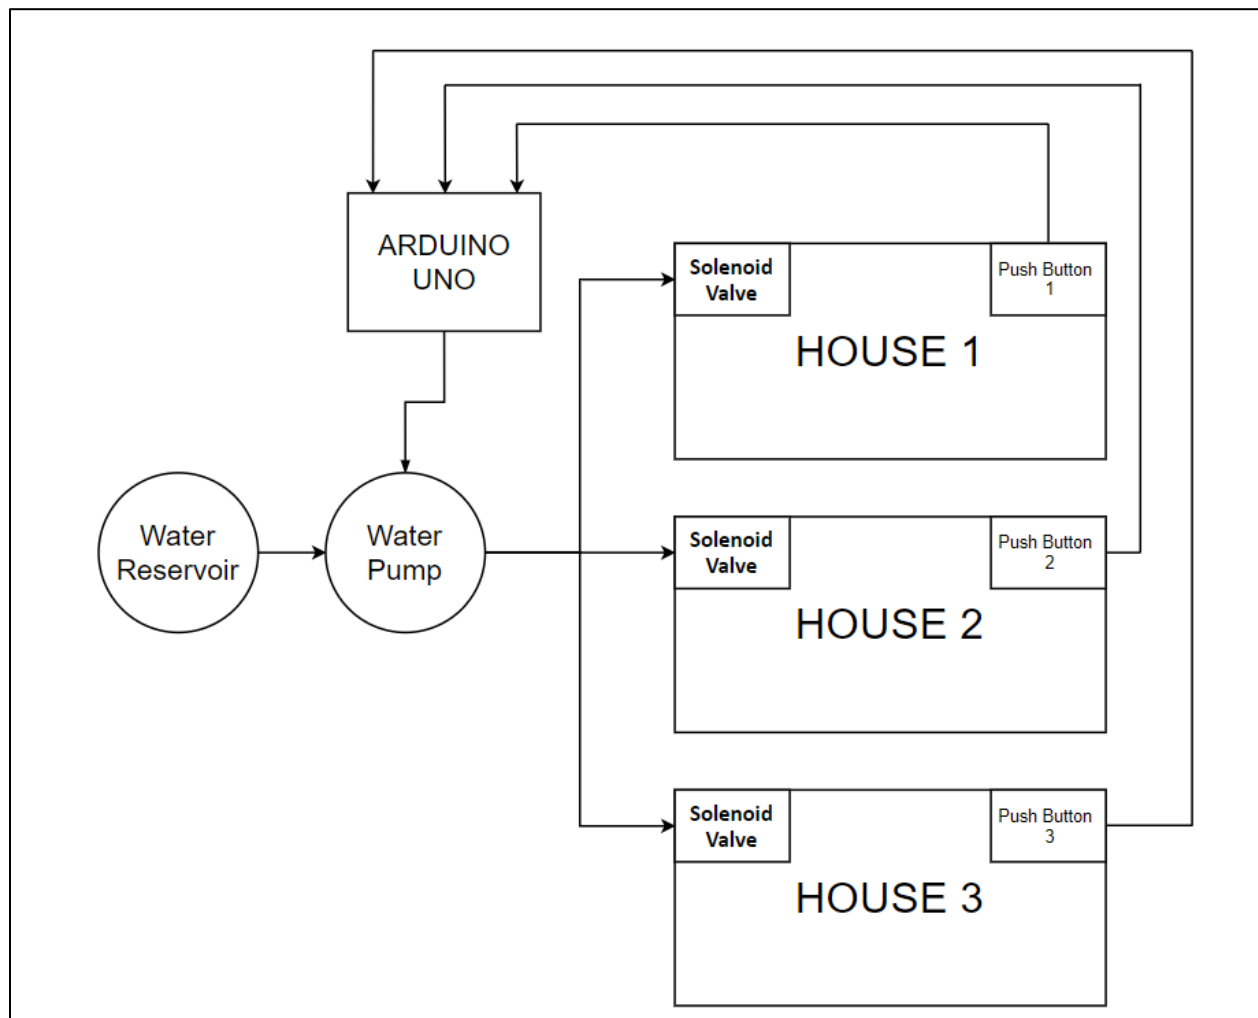 ARDUINO
UNO
Solenoid
Valve
Push Button
1
HOUSE 1
Water
Reservoir
Water
Pump
Solenoid
Valve
Push Button
2
HOUSE 2
Solenoid
Valve
Push Button
3
HOUSE 3